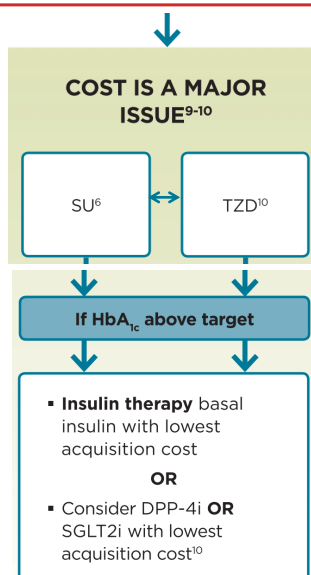 COST IS A MAJOR
ISSUE⁹⁻¹⁰
SU⁶
TZD¹⁰
If HbA₁c above target
▪ Insulin therapy basal
insulin with lowest
acquisition cost
OR
▪ Consider DPP-4i OR
SGLT2i with lowest
acquisition cost¹⁰